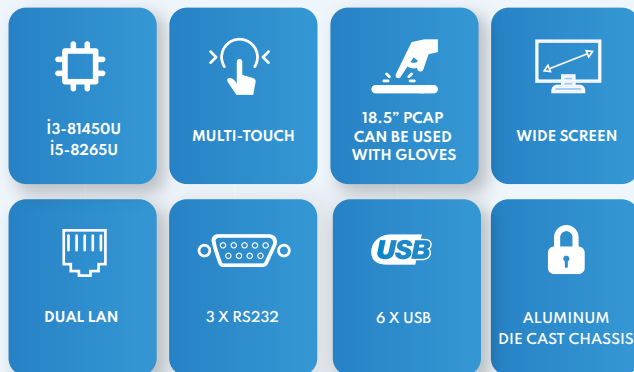 i3-81450U
i5-8265U
MULTI-TOUCH
18.5" PCAP
CAN BE USED
WITH GLOVES
WIDE SCREEN
DUAL LAN
3 X RS232
USB
6 X USB
ALUMINUM
DIE CAST CHASSIS